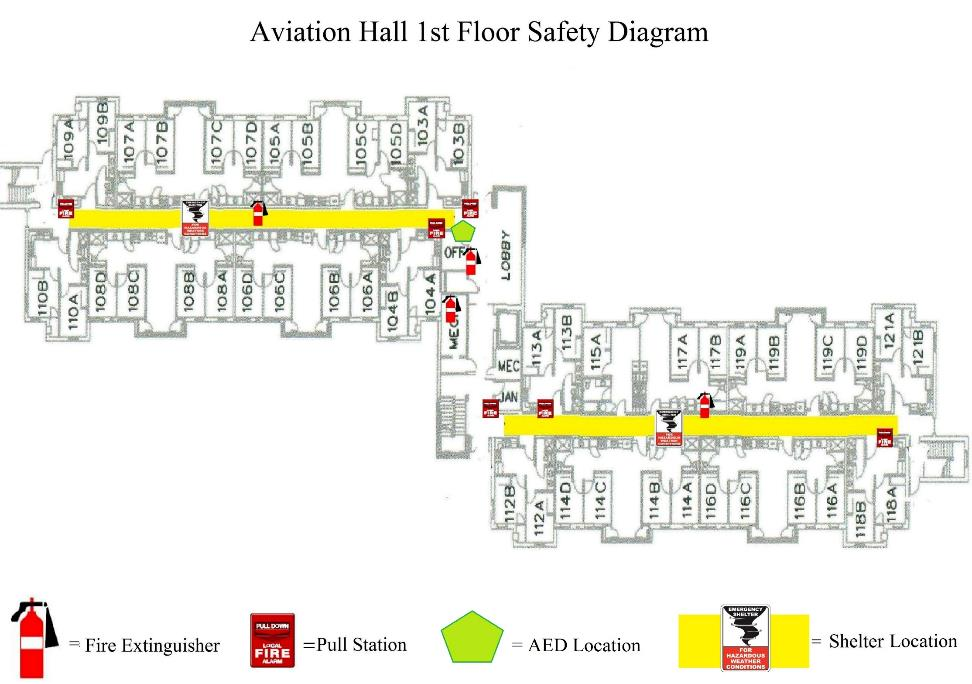 Aviation Hall 1st Floor Safety Diagram
109A
109B
107A
107B
107C
107D
105A
105B
105C
105D
103A
103B
110B
110A
108D
108C
108B
108A
106D
106C
106B
106A
104B
104A
OFF
LOBBY
MEC
MEC
JAN
113A
113B
115A
117A
117B
119A
119B
119C
119D
121A
121B
112B
112A
114D
114C
114B
114A
116D
116C
116B
116A
118B
118A
= Fire Extinguisher
PULL DOWN
LOCAL
FIRE
ALARM
=Pull Station
= AED Location
EMERGENCY
SHELTER
FOR
HAZARDOUS
WEATHER
CONDITIONS
= Shelter Location